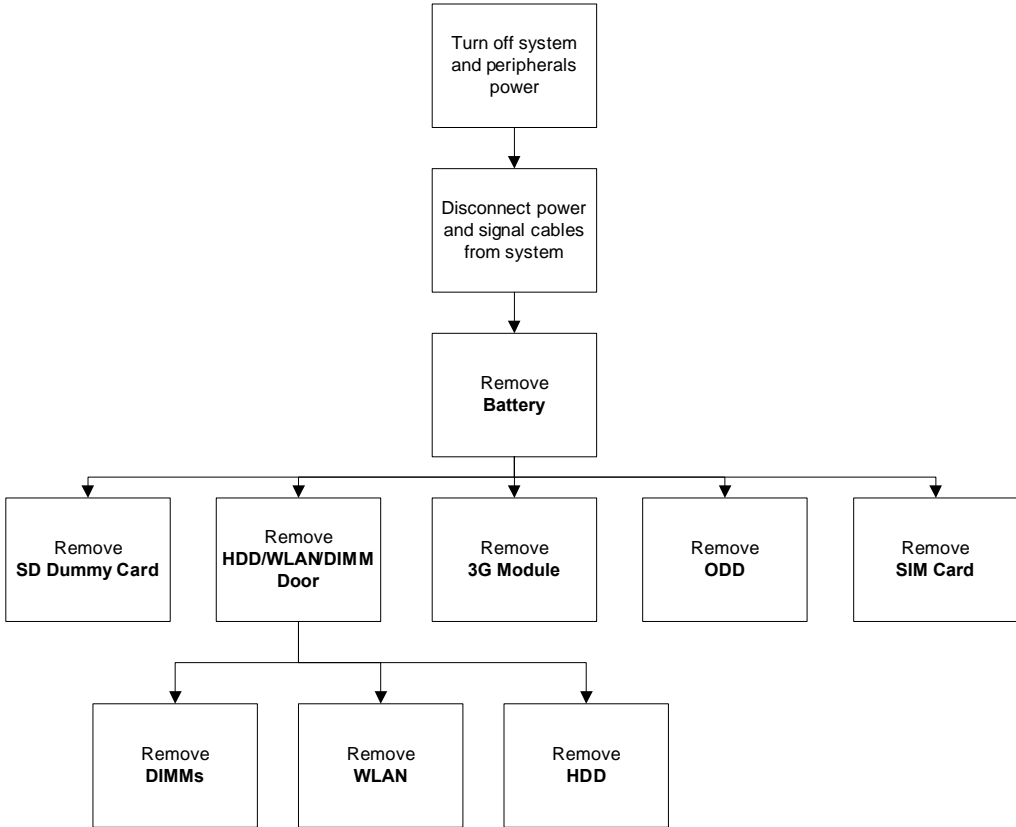 Turn off system
and peripherals
power
Disconnect power
and signal cables
from system
Remove
Battery
Remove
SD Dummy Card
Remove
HDD/WLAN/DIMM
Door
Remove
3G Module
Remove
ODD
Remove
SIM Card
Remove
DIMMs
Remove
WLAN
Remove
HDD